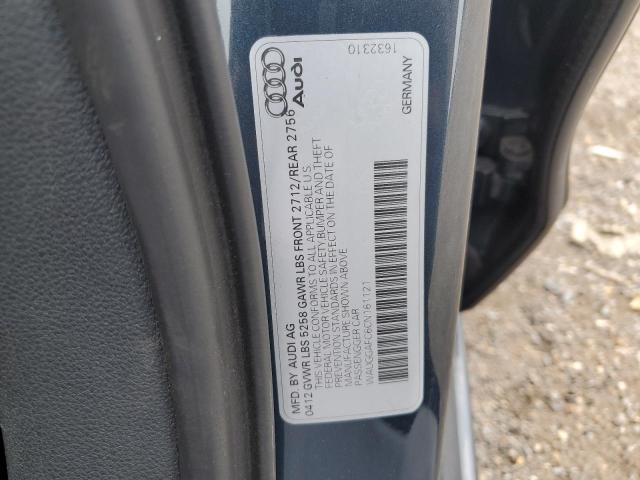 Audi
1632310
GERMANY
MFD. BY AUDI AG
0412 GVWR LBS 5258 GAWR LBS FRONT 2712/REAR 2756
THIS VEHICLE CONFORMS TO ALL APPLICABLE U.S.
FEDERAL MOTOR VEHICLE SAFETY BUMPER AND THEFT
PREVENTION STANDARDS IN EFFECT ON THE DATE OF
MANUFACTURE SHOWN ABOVE
PASSENGER CAR
WAUGGAFC6CN161121